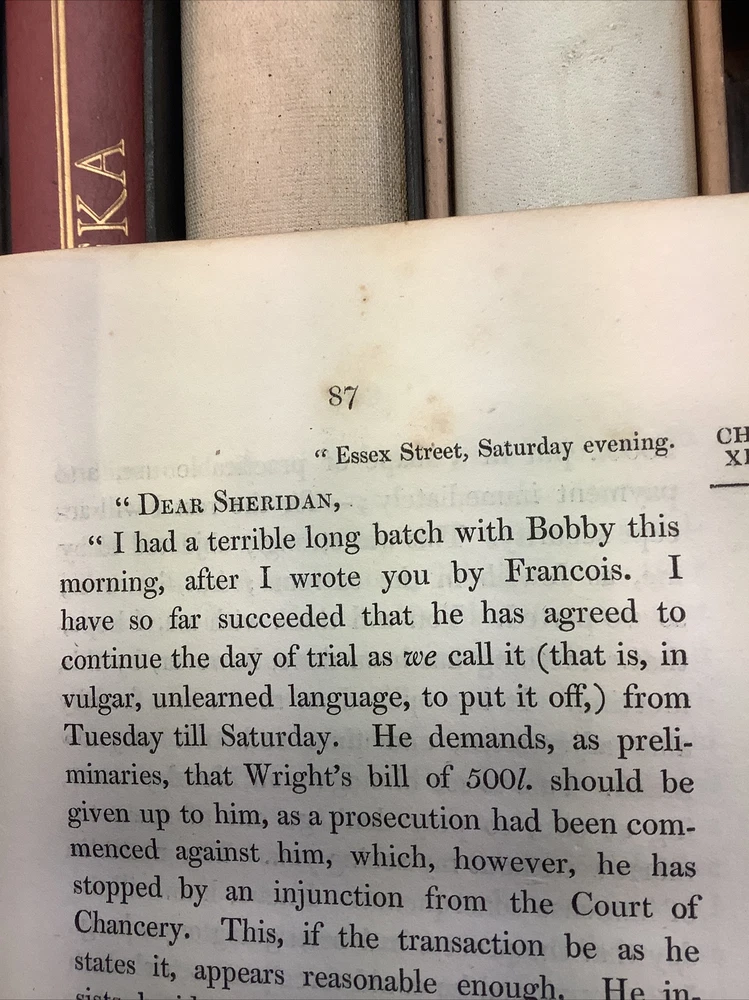 KA
87
“ Essex Street, Saturday evening.
CH
XI
“ DEAR SHERIDAN,
“ I had a terrible long batch with Bobby this
morning, after I wrote you by Francois. I
have so far succeeded that he has agreed to
continue the day of trial as we call it (that is, in
vulgar, unlearned language, to put it off,) from
Tuesday till Saturday. He demands, as preli-
minaries, that Wright’s bill of 500l. should be
given up to him, as a prosecution had been com-
menced against him, which, however, he has
stopped by an injunction from the Court of
Chancery. This, if the transaction be as he
states it, appears reasonable enough. He in-